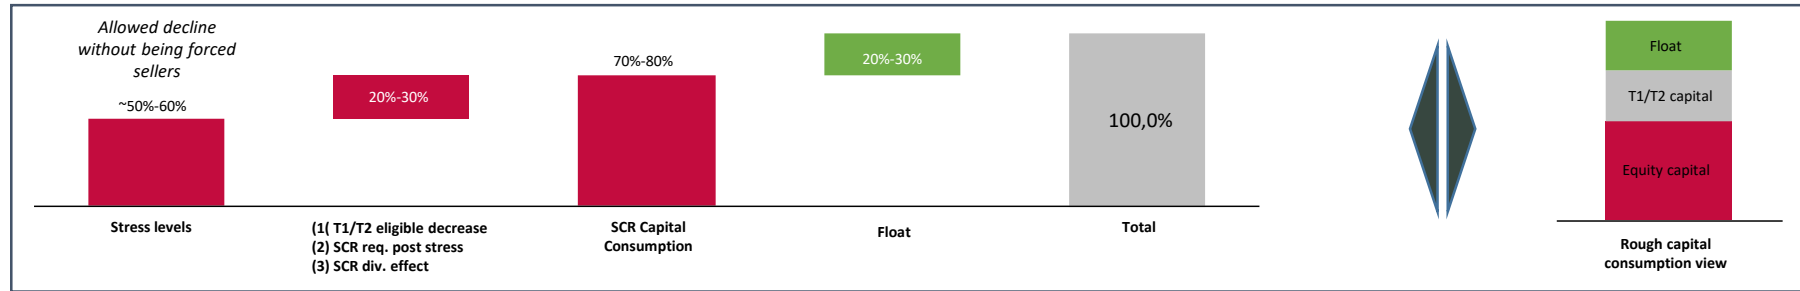 Allowed decline
without being forced
sellers
~50%-60%
20%-30%
70%-80%
20%-30%
100,0%
Float
T1/T2 capital
Equity capital
Stress levels
(1( T1/T2 eligible decrease
(2) SCR req. post stress
(3) SCR div. effect
SCR Capital
Consumption
Float
Total
Rough capital
consumption view